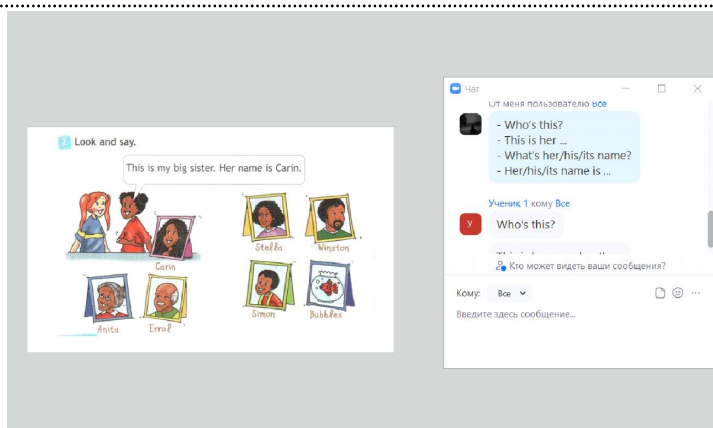 2 Look and say.
This is my big sister. Her name is Carin.
Carin
Stella
Winston
Anita
Errol
Simon
Bubbles
Чат
От меня пользователю Все
- Who's this?
- This is her ...
- What's her/his/its name?
- Her/his/its name is ...
Ученик 1 кому Все
У
Who's this?
Кто может видеть ваши сообщения?
Кому: Все
Введите здесь сообщение...